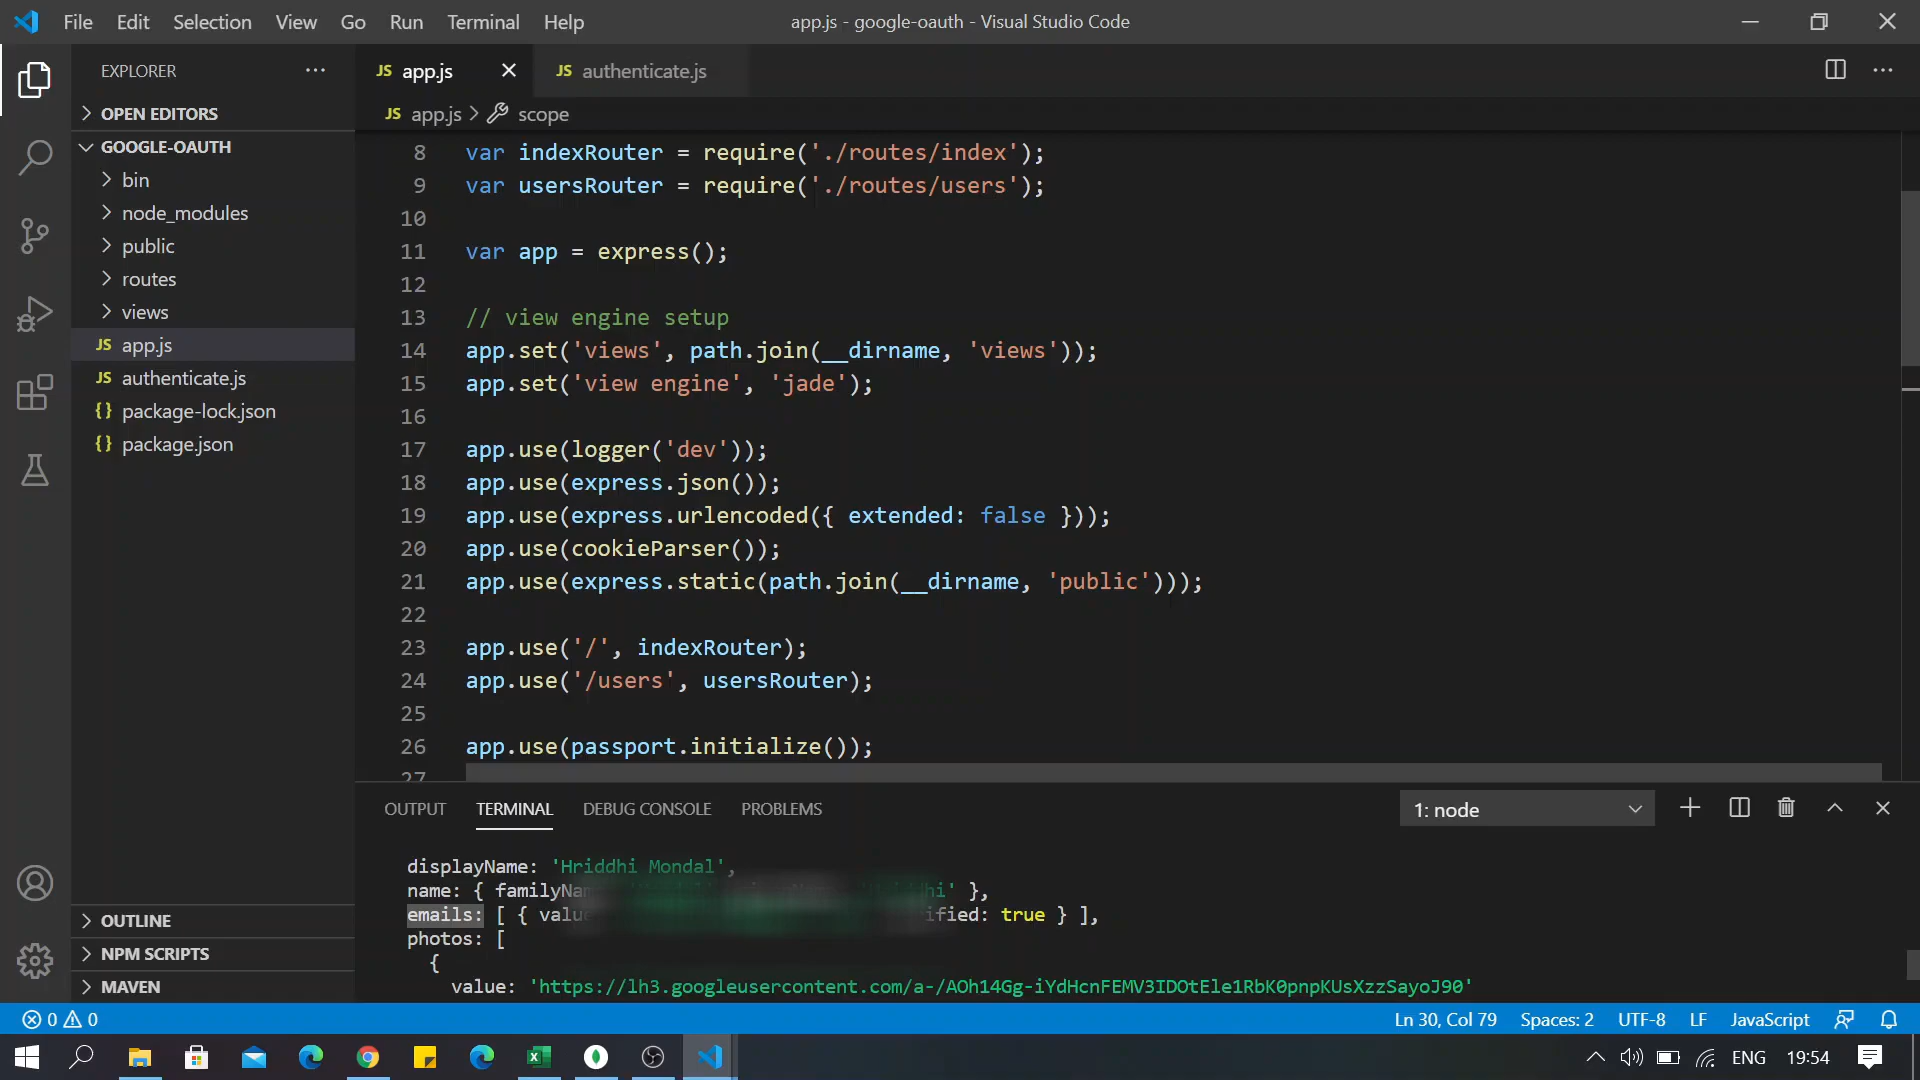 File Edit Selection View Go Run Terminal Help
app.js - google-oauth - Visual Studio Code
EXPLORER
OPEN EDITORS
GOOGLE-OAUTH
bin
node_modules
public
routes
views
JS app.js
JS authenticate.js
{} package-lock.json
{} package.json
OUTLINE
NPM SCRIPTS
MAVEN
JS app.js
JS authenticate.js
JS app.js > scope
8 var indexRouter = require('./routes/index');
9 var usersRouter = require('./routes/users');
10
11 var app = express();
12
13 // view engine setup
14 app.set('views', path.join(__dirname, 'views'));
15 app.set('view engine', 'jade');
16
17 app.use(logger('dev'));
18 app.use(express.json());
19 app.use(express.urlencoded({ extended: false }));
20 app.use(cookieParser());
21 app.use(express.static(path.join(__dirname, 'public')));
22
23 app.use('/', indexRouter);
24 app.use('/users', usersRouter);
25
26 app.use(passport.initialize());
27
OUTPUT TERMINAL DEBUG CONSOLE PROBLEMS
1: node
displayName: 'Hriddhi Mondal',
name: { familyNa hi' },
emails: [ { valu ified: true } ],
photos: [
{
value: 'https://lh3.googleusercontent.com/a-/AOh14Gg-iYdHcnFEMV3IDOtEle1RbK0pnpKUsXzzSayoJ90'
0 0
Ln 30, Col 79 Spaces: 2 UTF-8 LF JavaScript
ENG 19:54